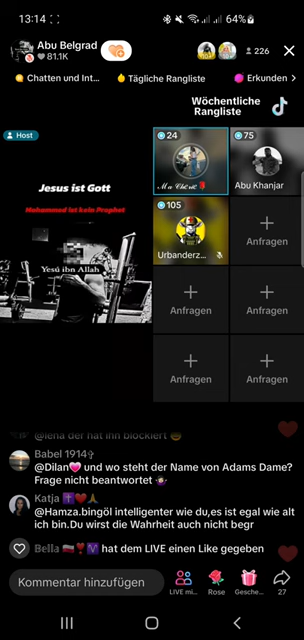 13:14
64%
Abu Belgrad
81.1K
226
Chatten und Int...
Tägliche Rangliste
Erkunden >
Wöchentliche
Rangliste
Host
24
75
Jesus ist Gott
Mohammed ist kein Prophet
Yesú ibn Allah
Abu Khanjar
105
Urbanderz...
Anfragen
Anfragen
Anfragen
Anfragen
Anfragen
@lena der hat ihn blockiert
Babel 1914✞
@Dilan🩷 und wo steht der Name von Adams Dame?
Frage nicht beantwortet 🤷🏻‍♀️
Katja ✝️❤️🙏🏽
@Hamza.bingöl intelligenter wie du,es ist egal wie alt
ich bin.Du wirst die Wahrheit auch nicht begr
Bella hat dem LIVE einen Like gegeben
Kommentar hinzufügen
LIVE mi...
Rose
Gesche...
27